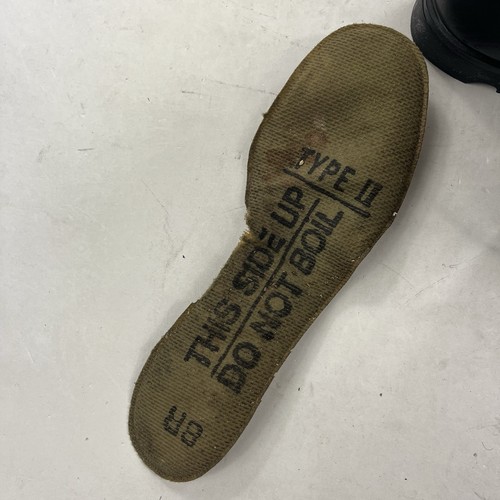 TYPE II
THIS SIDE UP
DO NOT BOIL
8R